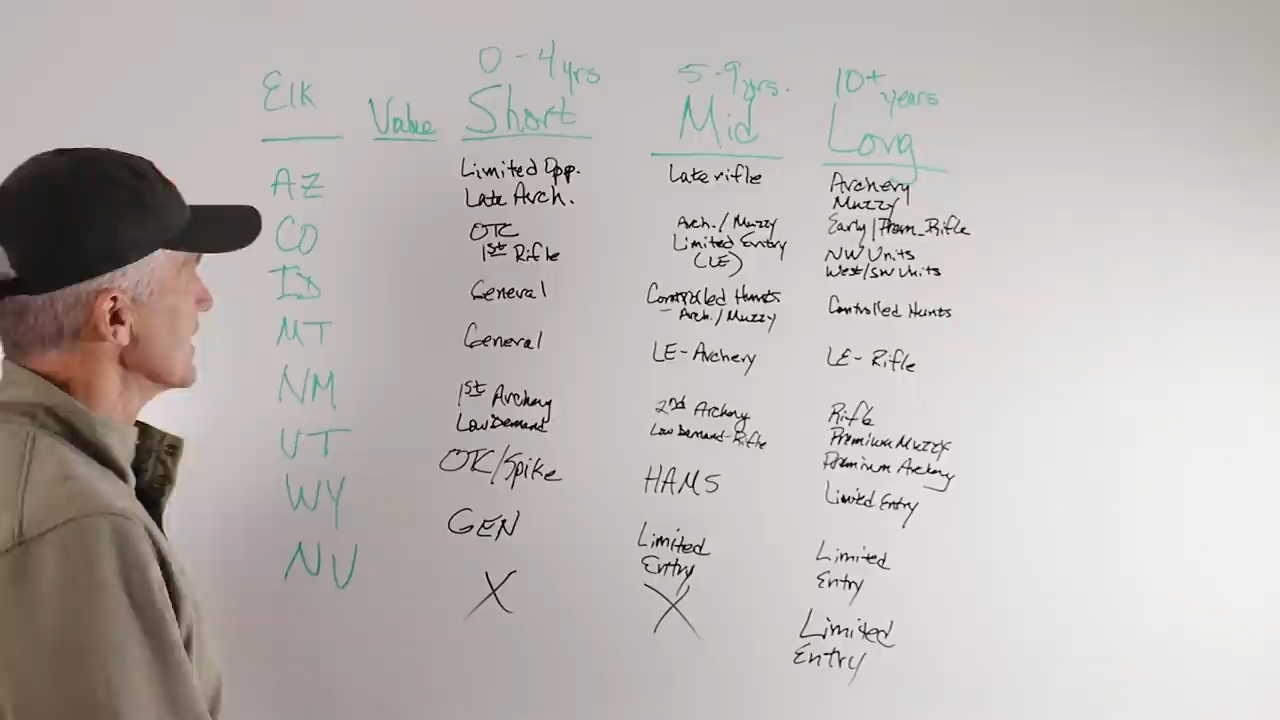 Elk
Value
0-4 yrs
Short
5-9 yrs.
Mid
10+ years
Long
AZ
Limited Opp.
Late Arch.
Late rifle
Archery
Muzzy
Early/Prem. Rifle
CO
OTC
1st Rifle
Arch./Muzzy
Limited Entry
(LE)
NW Units
West/SW Units
ID
General
Controlled Hunts
- Arch./Muzzy
Controlled Hunts
MT
General
LE-Archery
LE-Rifle
NM
1st Archery
Low Demand
2nd Archery
Low Demand-Rifle
Rifle
Premium Muzzy
Premium Archery
UT
OTC/Spike
HAMS
Limited Entry
WY
GEN
Limited
Entry
Limited
Entry
NV
X
X
Limited
Entry